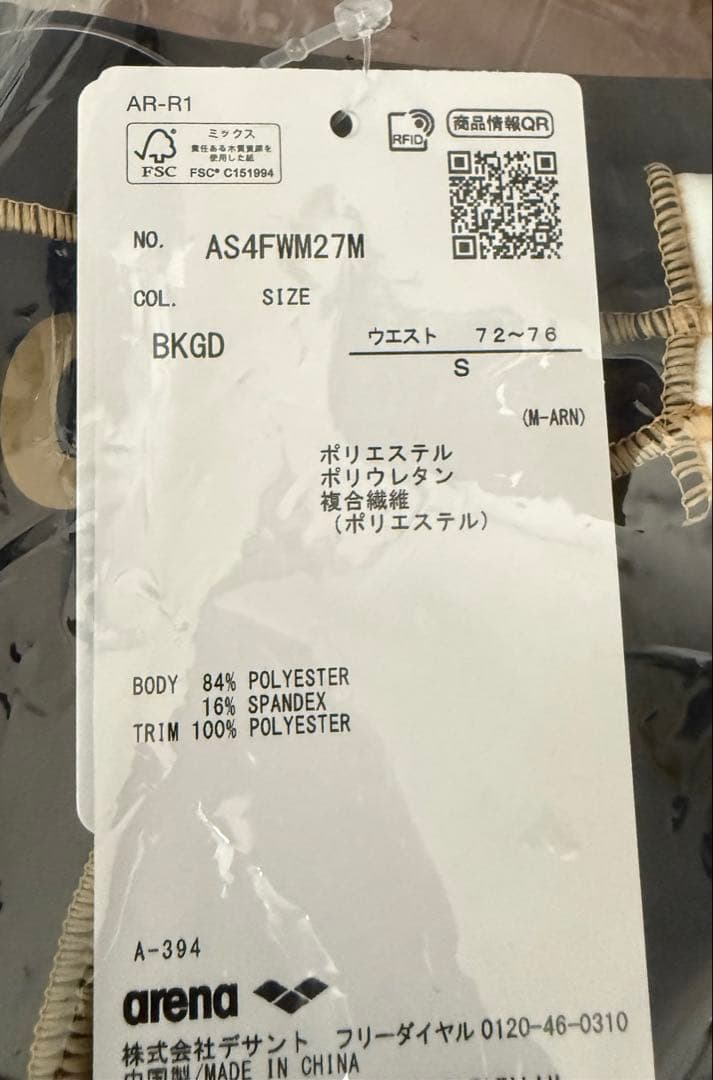 AR-R1
FSC
ミックス
責任ある木質資源を
使用した紙
FSC® C151994
RFID
商品情報QR
NO. AS4FWM27M
COL. SIZE
BKGD
ウエスト 72~76
S
(M-ARN)
ポリエステル
ポリウレタン
複合繊維
(ポリエステル)
BODY 84% POLYESTER
16% SPANDEX
TRIM 100% POLYESTER
A-394
arena
株式会社デサント フリーダイヤル 0120-46-0310
中国製/MADE IN CHINA